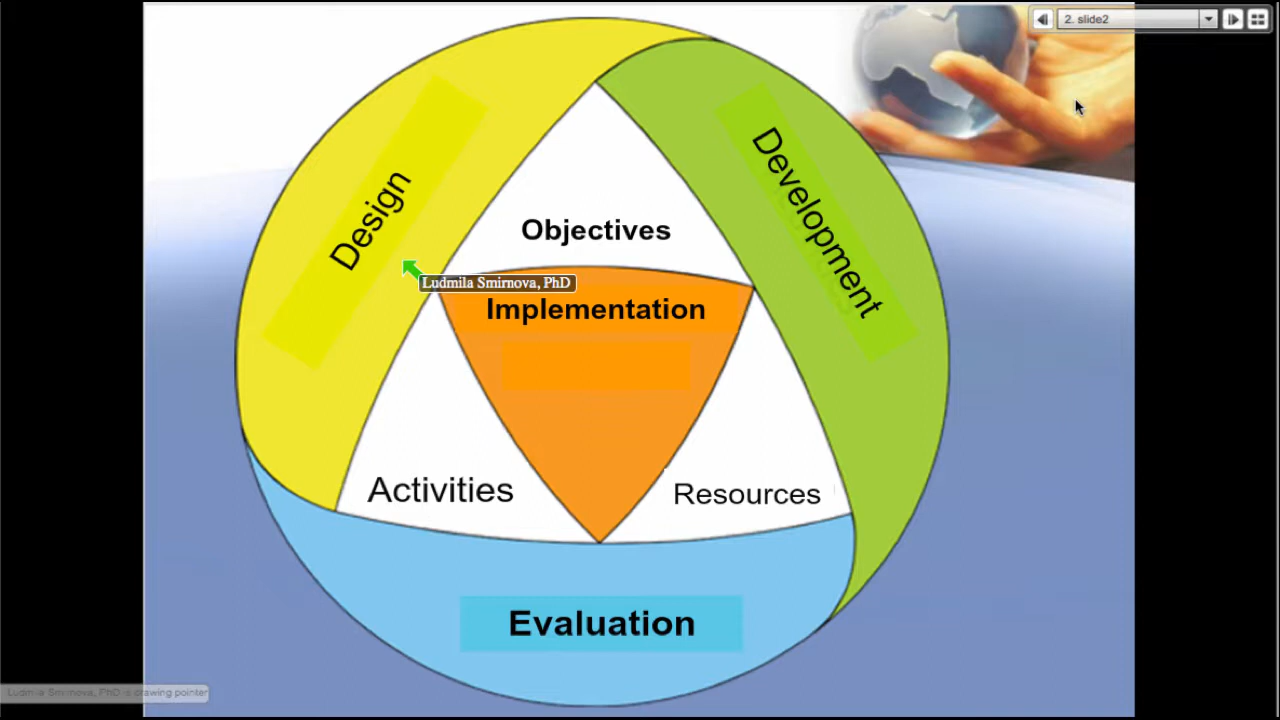 2. slide2
Design
Development
Objectives
Ludmila Smirnova, PhD
Implementation
Activities
Resources
Evaluation
Ludmila Smirnova, PhD is drawing pointer